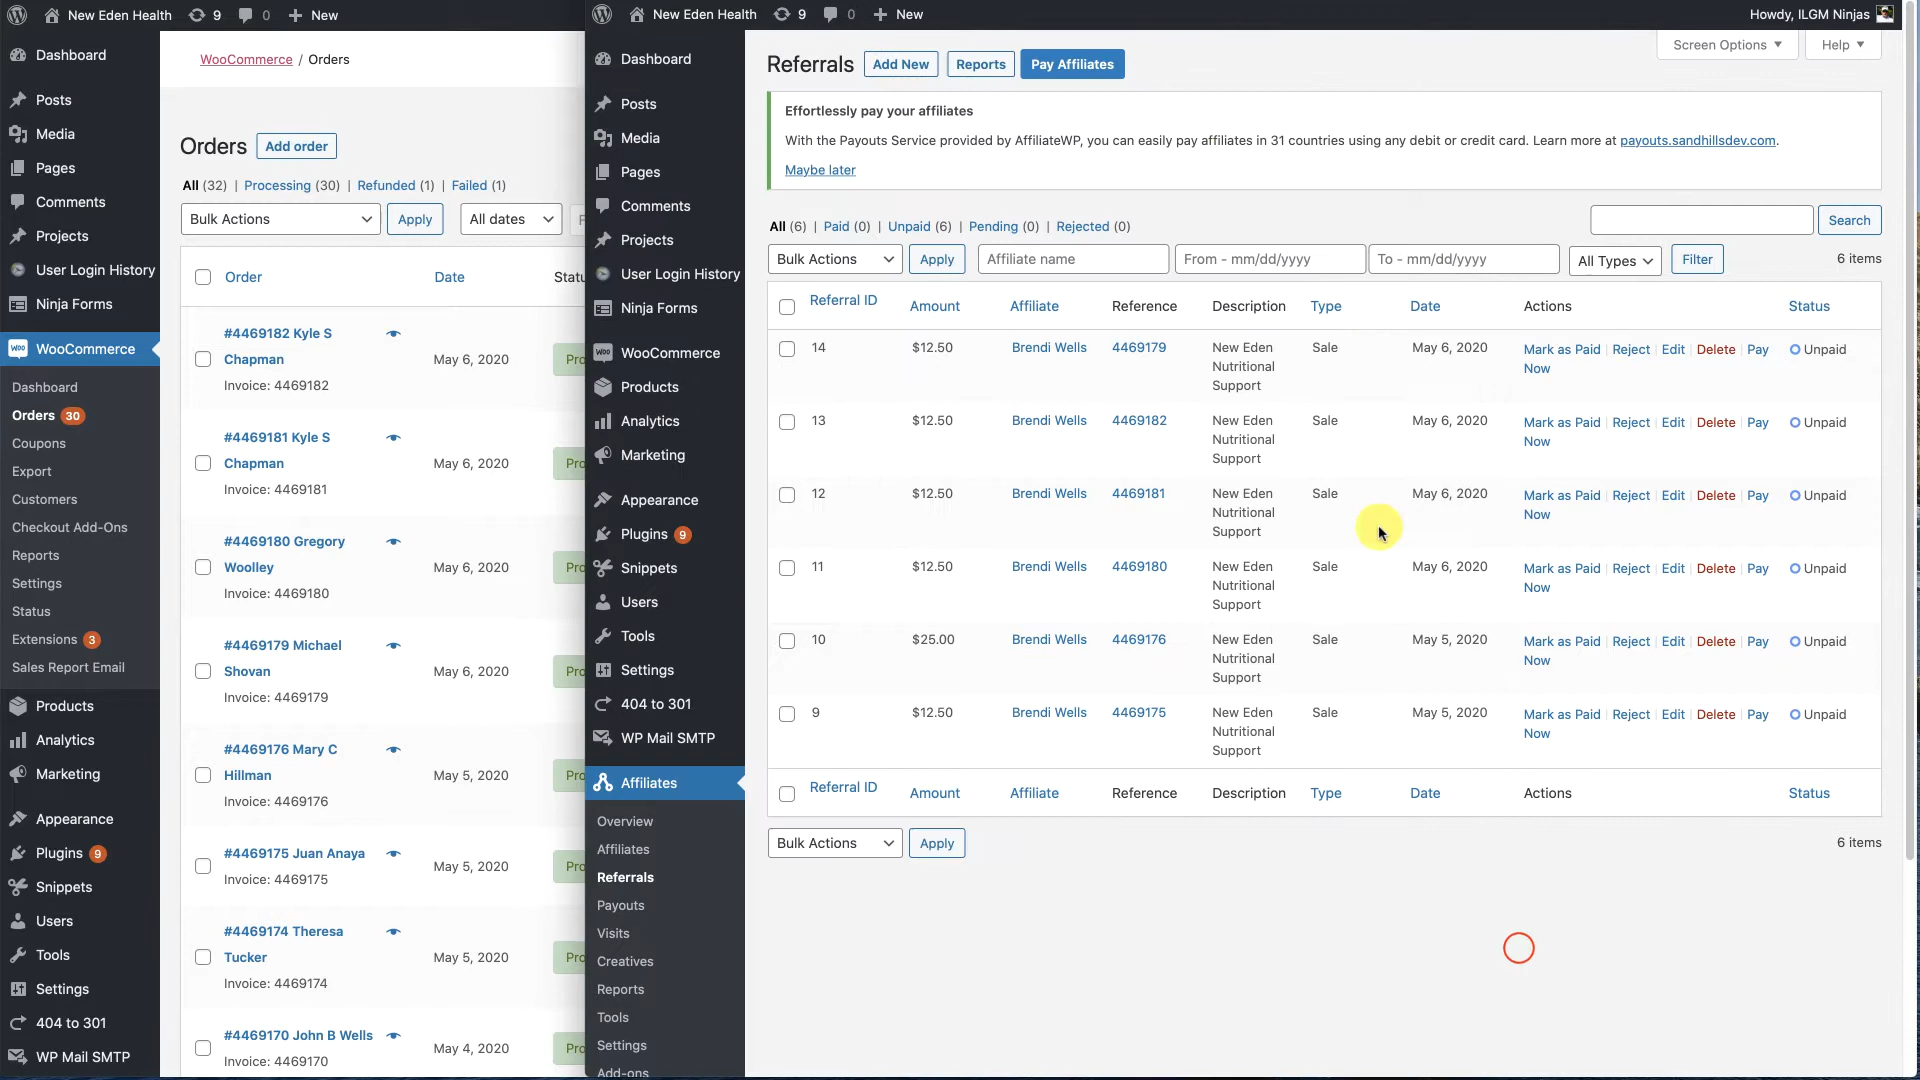 New Eden Health 9 0 New
Dashboard
Posts
Media
Pages
Comments
Projects
User Login History
Ninja Forms
WooCommerce
Dashboard
Orders 30
Coupons
Export
Customers
Checkout Add-Ons
Reports
Settings
Status
Extensions 3
Sales Report Email
Products
Analytics
Marketing
Appearance
Plugins 9
Snippets
Users
Tools
Settings
404 to 301
WP Mail SMTP
WooCommerce / Orders
Orders Add order
All (32) | Processing (30) | Refunded (1) | Failed (1)
Bulk Actions Apply All dates
Order Date Statu
#4469182 Kyle S
Chapman May 6, 2020 Pro
Invoice: 4469182
#4469181 Kyle S
Chapman May 6, 2020 Pro
Invoice: 4469181
#4469180 Gregory
Woolley May 6, 2020 Pro
Invoice: 4469180
#4469179 Michael
Shovan May 6, 2020 Pro
Invoice: 4469179
#4469176 Mary C
Hillman May 5, 2020 Pro
Invoice: 4469176
#4469175 Juan Anaya May 5, 2020 Pro
Invoice: 4469175
#4469174 Theresa
Tucker May 5, 2020 Pro
Invoice: 4469174
#4469170 John B Wells May 4, 2020 Pro
Invoice: 4469170
New Eden Health 9 0 New Howdy, ILGM Ninjas
Dashboard
Posts
Media
Pages
Comments
Projects
User Login History
Ninja Forms
WooCommerce
Products
Analytics
Marketing
Appearance
Plugins 9
Snippets
Users
Tools
Settings
404 to 301
WP Mail SMTP
Affiliates
Overview
Affiliates
Referrals
Payouts
Visits
Creatives
Reports
Tools
Settings
Add-ons
Screen Options Help
Referrals Add New Reports Pay Affiliates
Effortlessly pay your affiliates
With the Payouts Service provided by AffiliateWP, you can easily pay affiliates in 31 countries using any debit or credit card. Learn more at payouts.sandhillsdev.com.
Maybe later
All (6) | Paid (0) | Unpaid (6) | Pending (0) | Rejected (0) Search
Bulk Actions Apply Affiliate name From - mm/dd/yyyy To - mm/dd/yyyy All Types Filter 6 items
Referral ID Amount Affiliate Reference Description Type Date Actions Status
14 $12.50 Brendi Wells 4469179 New Eden Sale May 6, 2020 Mark as Paid | Reject | Edit | Delete | Pay Unpaid
Nutritional Now
Support
13 $12.50 Brendi Wells 4469182 New Eden Sale May 6, 2020 Mark as Paid | Reject | Edit | Delete | Pay Unpaid
Nutritional Now
Support
12 $12.50 Brendi Wells 4469181 New Eden Sale May 6, 2020 Mark as Paid | Reject | Edit | Delete | Pay Unpaid
Nutritional Now
Support
11 $12.50 Brendi Wells 4469180 New Eden Sale May 6, 2020 Mark as Paid | Reject | Edit | Delete | Pay Unpaid
Nutritional Now
Support
10 $25.00 Brendi Wells 4469176 New Eden Sale May 5, 2020 Mark as Paid | Reject | Edit | Delete | Pay Unpaid
Nutritional Now
Support
9 $12.50 Brendi Wells 4469175 New Eden Sale May 5, 2020 Mark as Paid | Reject | Edit | Delete | Pay Unpaid
Nutritional Now
Support
Referral ID Amount Affiliate Reference Description Type Date Actions Status
Bulk Actions Apply 6 items